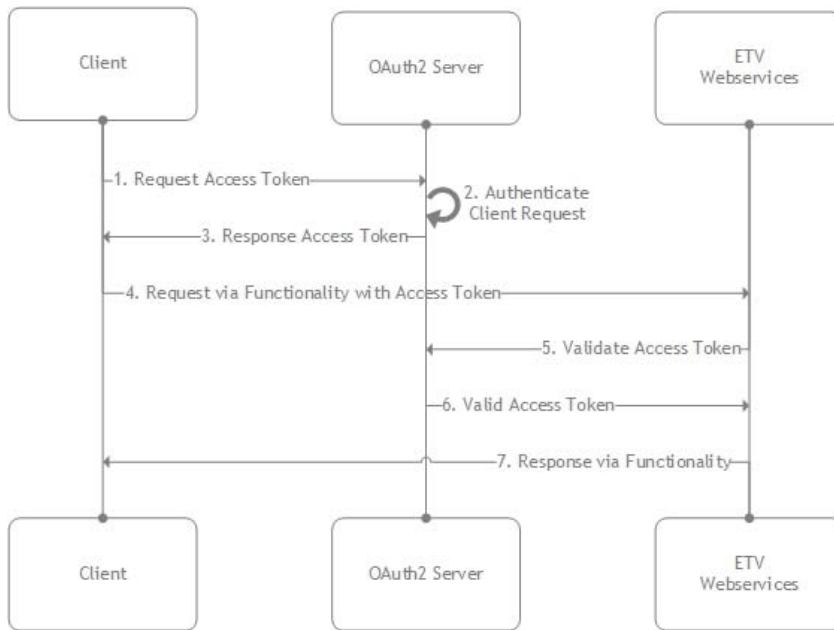 Client
OAuth2 Server
ETV
Webservices
1. Request Access Token
2. Authenticate
Client Request
3. Response Access Token
4. Request via Functionality with Access Token
5. Validate Access Token
6. Valid Access Token
7. Response via Functionality
Client
OAuth2 Server
ETV
Webservices